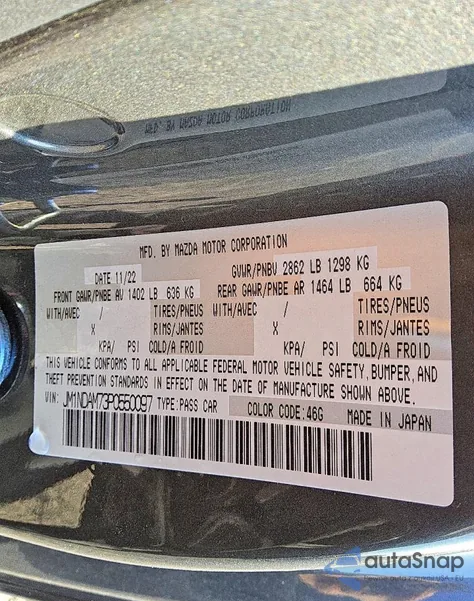 MFD. BY MAZDA MOTOR CORPORATION
DATE 11/22
GVWR/PNBV 2862 LB 1298 KG
FRONT GAWR/PNBE AV 1402 LB 636 KG
REAR GAWR/PNBE AR 1464 LB 664 KG
WITH/AVEC / TIRES/PNEUS WITH/AVEC / TIRES/PNEUS
X RIMS/JANTES X RIMS/JANTES
KPA/ PSI COLD/A FROID KPA/ PSI COLD/A FROID
THIS VEHICLE CONFORMS TO ALL APPLICABLE FEDERAL MOTOR VEHICLE SAFETY, BUMPER, AND
THEFT PREVENTION STANDARDS IN EFFECT ON THE DATE OF MANUFACTURE SHOWN ABOVE.
VIN: JM1NDAM73P0550097 TYPE:PASS CAR COLOR CODE:46G MADE IN JAPAN
autoSnap